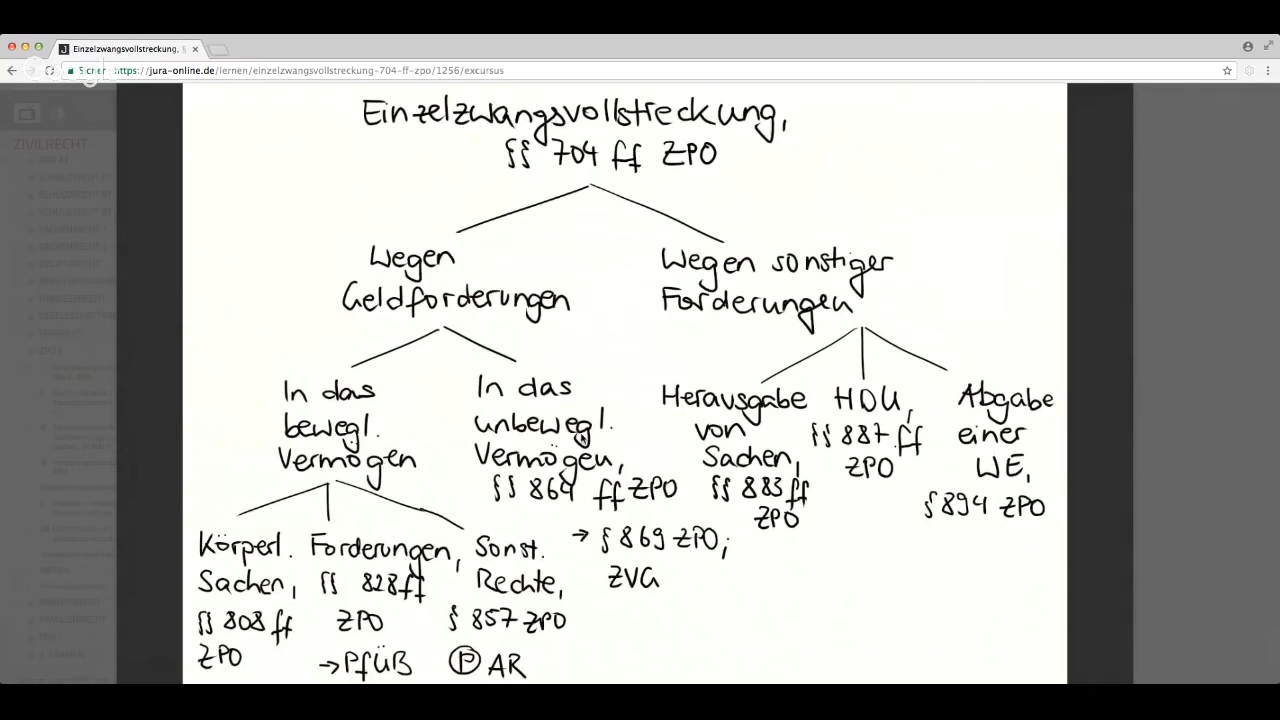 Einzelzwangsvollstreckung, §
Sicher https://jura-online.de/lernen/einzelzwangsvollstreckung-704-ff-zpo/1256/excursus
ZIVILRECHT
Einzelzwangsvollstreckung,
§§ 704 ff ZPO
Wegen
Geldforderungen
Wegen sonstiger
Forderungen
In das
bewegl.
Vermögen
In das
unbewegl.
Vermögen,
§§ 864 ff ZPO
→ § 869 ZPO;
ZVG
Herausgabe
von
Sachen,
§§ 883 ff
ZPO
HDU,
§§ 887 ff
ZPO
Abgabe
einer
WE,
§ 894 ZPO
Körperl.
Sachen,
§§ 808 ff
ZPO
Forderungen,
§§ 828 ff
ZPO
→ PfÜB
Sonst.
Rechte,
§ 857 ZPO
Ⓟ AR